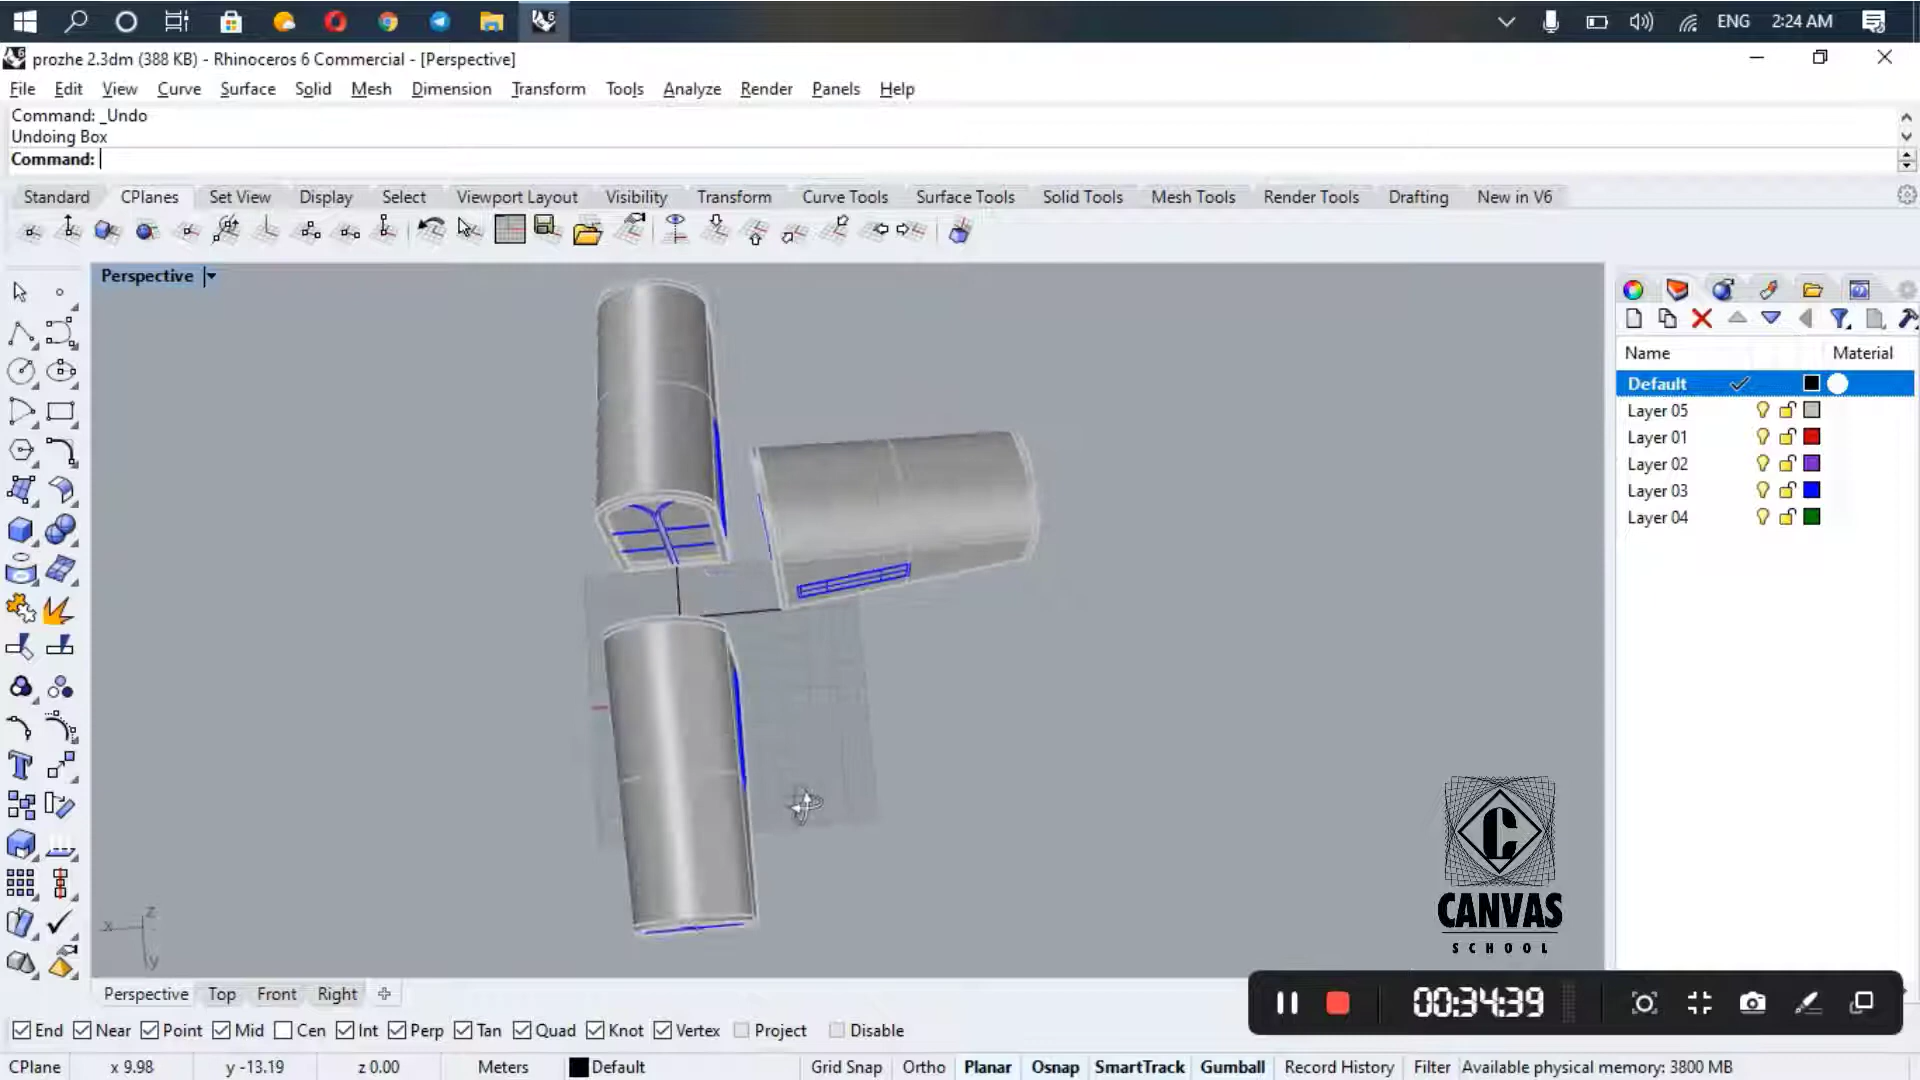 ENG 2:24 AM
prozhe 2.3dm (388 KB) - Rhinoceros 6 Commercial - [Perspective]
File Edit View Curve Surface Solid Mesh Dimension Transform Tools Analyze Render Panels Help
Command: _Undo
Undoing Box
Command:
Standard CPlanes Set View Display Select Viewport Layout Visibility Transform Curve Tools Surface Tools Solid Tools Mesh Tools Render Tools Drafting New in V6
Perspective
Name Material
Default
Layer 05
Layer 01
Layer 02
Layer 03
Layer 04
x z
y
CANVAS
SCHOOL
Perspective Top Front Right
00:34:39
End Near Point Mid Cen Int Perp Tan Quad Knot Vertex Project Disable
CPlane x 9.98 y -13.19 z 0.00 Meters Default Grid Snap Ortho Planar Osnap SmartTrack Gumball Record History Filter Available physical memory: 3800 MB